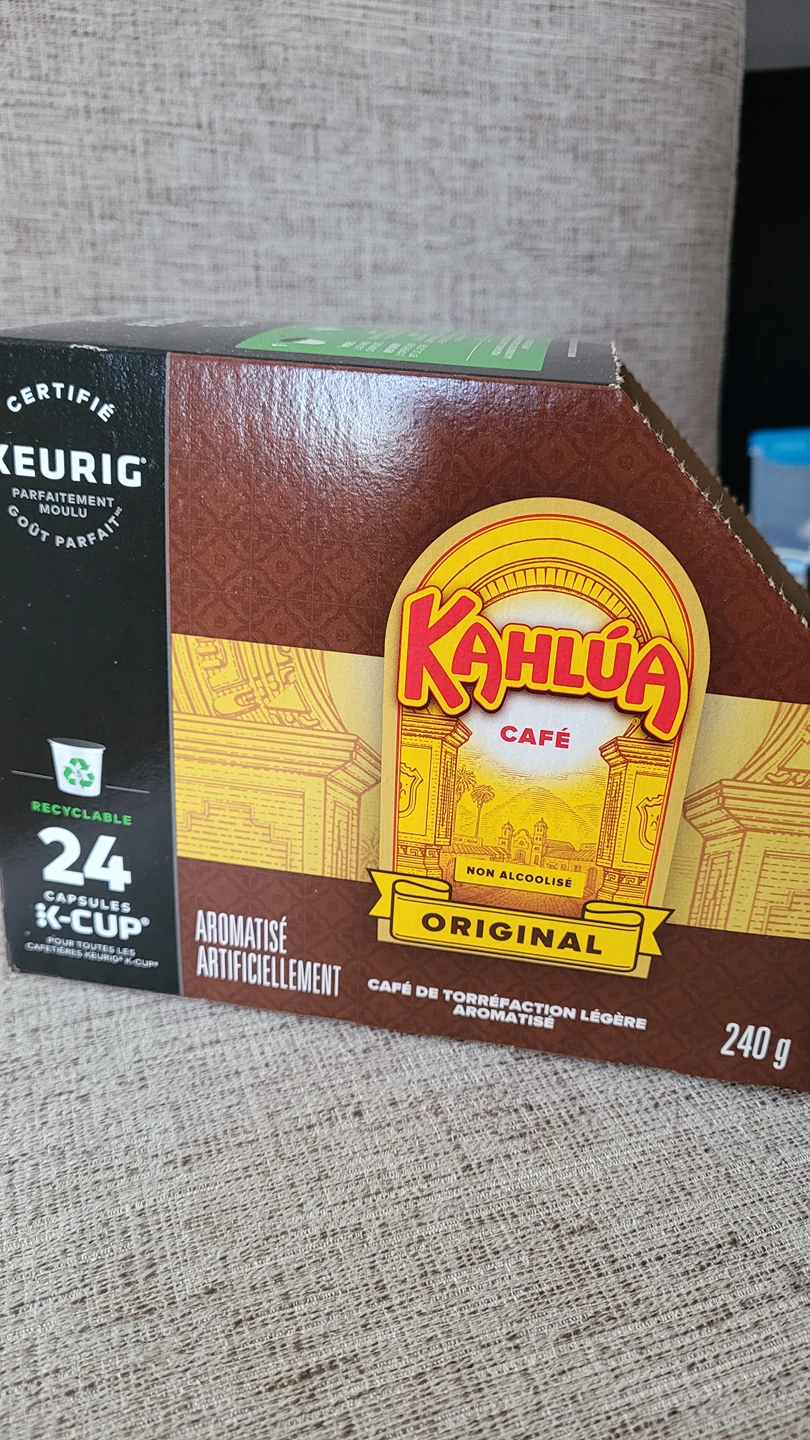 CERTIFIÉ
KEURIG®
PARFAITEMENT
MOULU
GOÛT PARFAIT MC
RECYCLABLE
24
CAPSULES
K-CUP®
POUR TOUTES LES
CAFETIÈRES KEURIG® K-CUP®
KAHLÚA
CAFÉ
NON ALCOOLISÉ
ORIGINAL
AROMATISÉ
ARTIFICIELLEMENT
CAFÉ DE TORRÉFACTION LÉGÈRE
AROMATISÉ
240 g